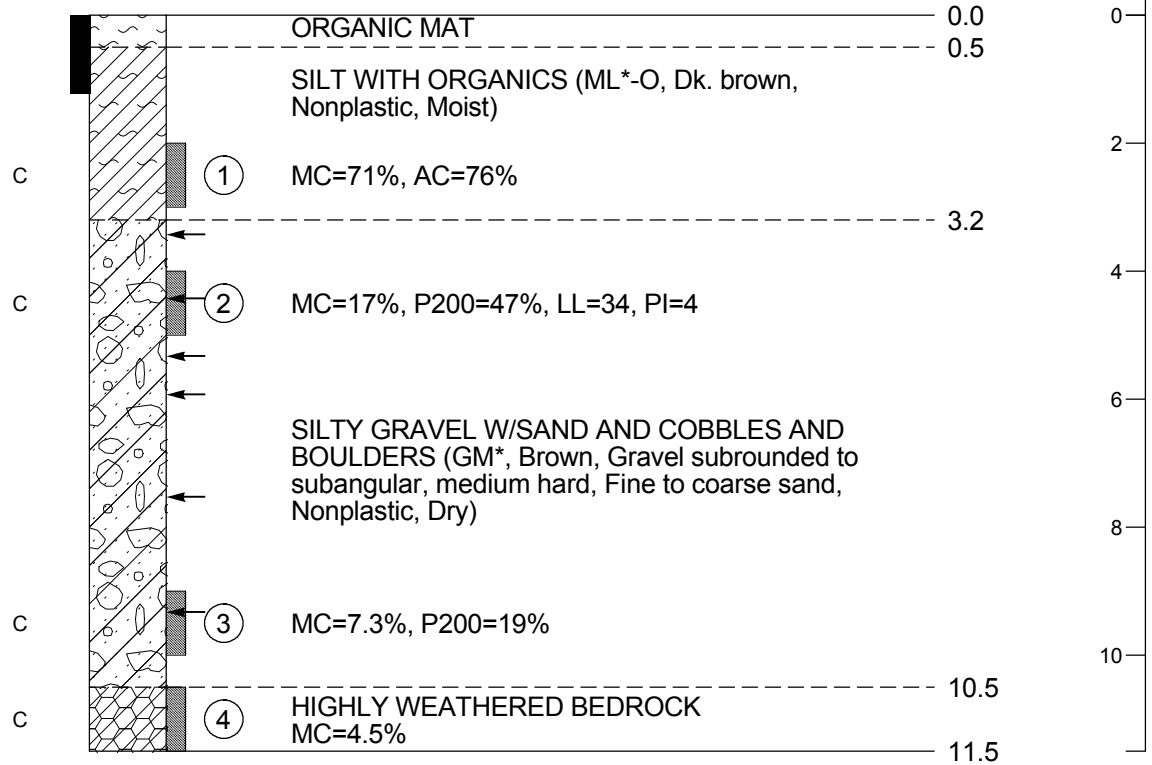 0.0 0
ORGANIC MAT
0.5
SILT WITH ORGANICS (ML*-O, Dk. brown,
Nonplastic, Moist)
2
C 1 MC=71%, AC=76%
3.2
4
C 2 MC=17%, P200=47%, LL=34, PI=4
6
SILTY GRAVEL W/SAND AND COBBLES AND
BOULDERS (GM*, Brown, Gravel subrounded to
subangular, medium hard, Fine to coarse sand,
Nonplastic, Dry)
8
C 3 MC=7.3%, P200=19%
10
10.5
C 4 HIGHLY WEATHERED BEDROCK
MC=4.5%
11.5